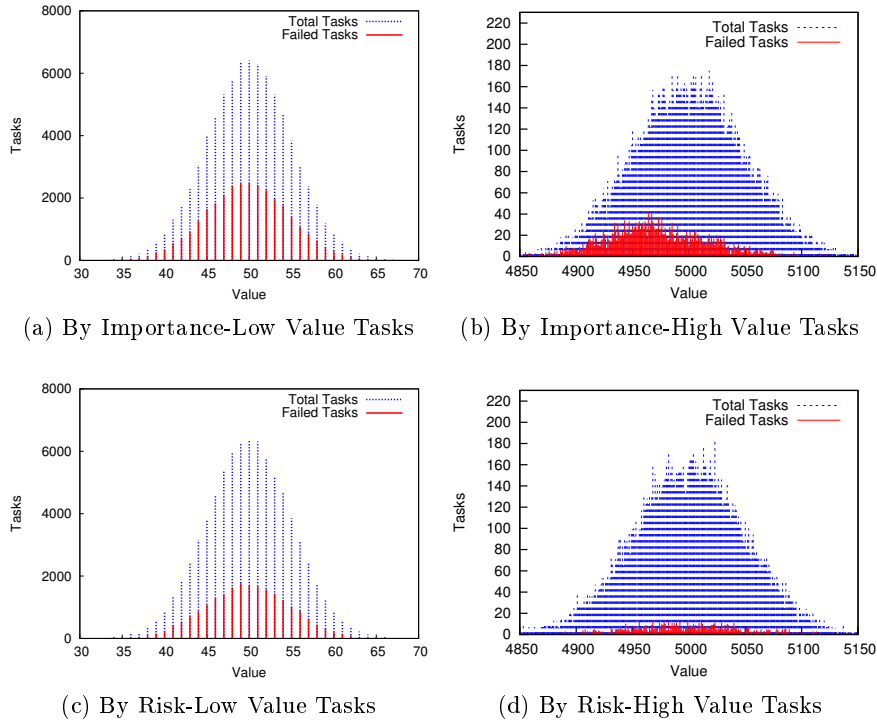 8000
6000
4000
2000
0
Tasks
30 35 40 45 50 55 60 65 70
Value
Total Tasks
Failed Tasks
(a) By Importance-Low Value Tasks
220
200
180
160
140
120
100
80
60
40
20
0
Tasks
4850 4900 4950 5000 5050 5100 5150
Value
Total Tasks
Failed Tasks
(b) By Importance-High Value Tasks
8000
6000
4000
2000
0
Tasks
30 35 40 45 50 55 60 65 70
Value
Total Tasks
Failed Tasks
(c) By Risk-Low Value Tasks
220
200
180
160
140
120
100
80
60
40
20
0
Tasks
4850 4900 4950 5000 5050 5100 5150
Value
Total Tasks
Failed Tasks
(d) By Risk-High Value Tasks